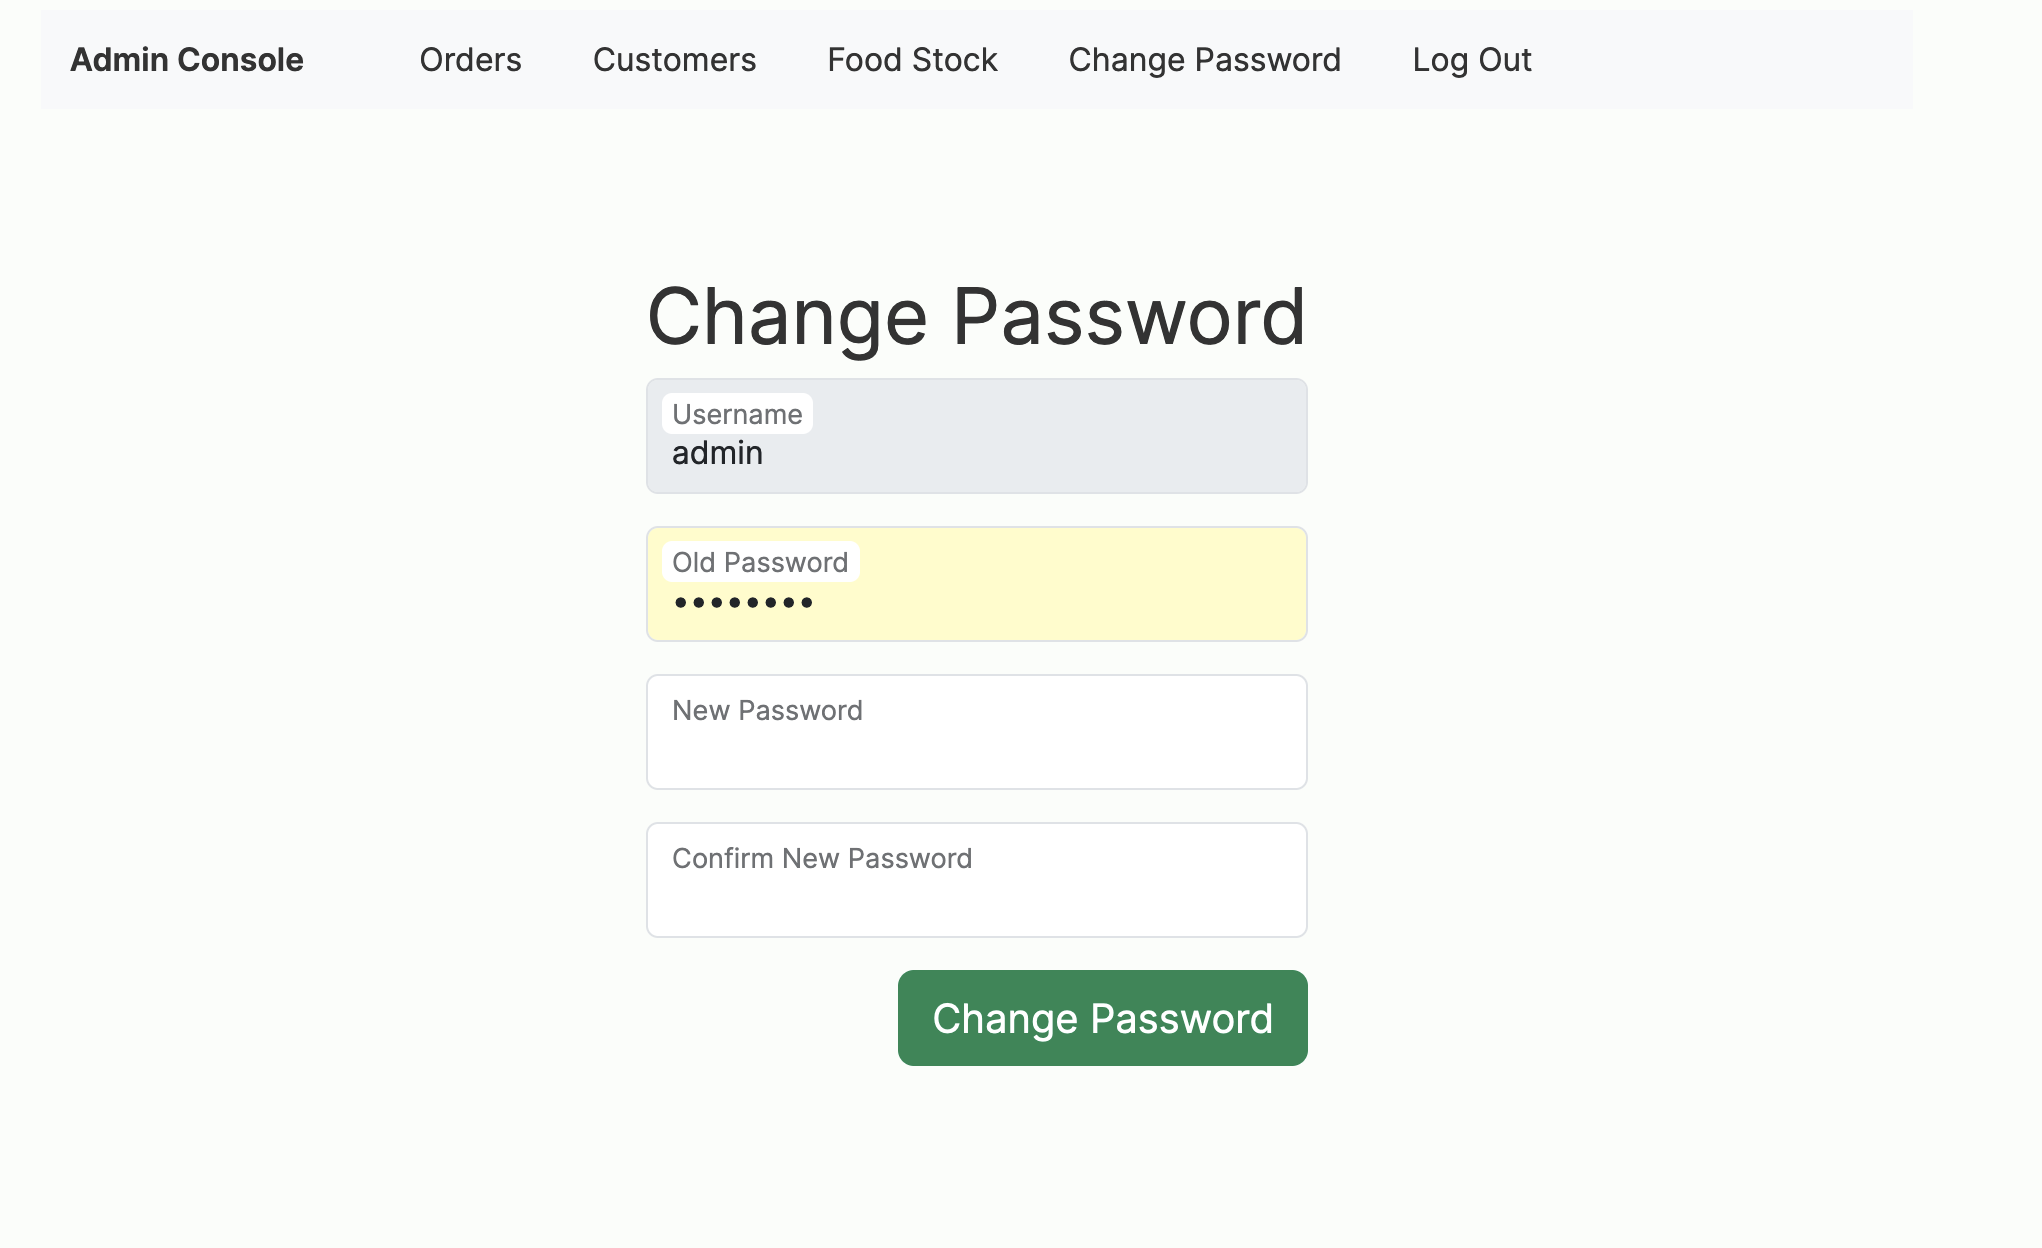 Admin Console Orders Customers Food Stock Change Password Log Out
Change Password
Username
admin
Old Password
••••••••
New Password
Confirm New Password
Change Password